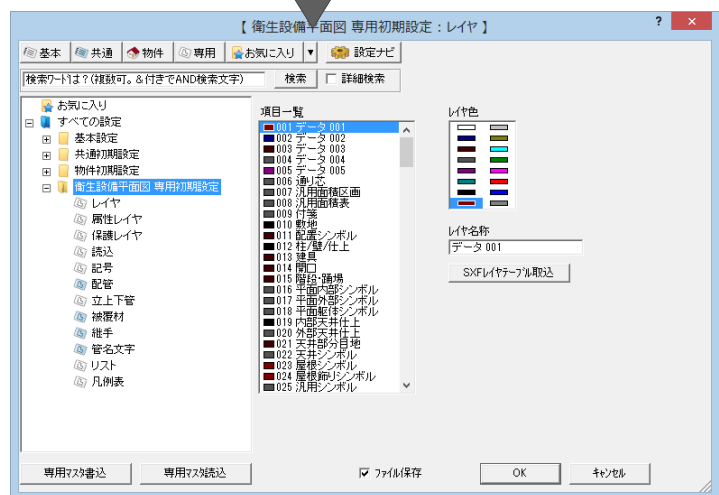 【 衛生設備平面図 専用初期設定：レイヤ 】
? ×
基本 共通 物件 専用 お気に入り ▼ 設定ナビ
検索ワードは？(複数可。&付きでAND検索文字) 検索 詳細検索
お気に入り
すべての設定
基本設定
共通初期設定
物件初期設定
衛生設備平面図 専用初期設定
レイヤ
属性レイヤ
保護レイヤ
読込
記号
配管
立上下管
被覆材
継手
管名文字
リスト
凡例表
項目一覧
001 データ 001
002 データ 002
003 データ 003
004 データ 004
005 データ 005
006 通り芯
007 汎用面積区画
008 汎用面積表
009 付箋
010 敷地
011 配置シンボル
012 柱/壁/仕上
013 建具
014 開口
015 階段・踊場
016 平面内部シンボル
017 平面外部シンボル
018 平面躯体シンボル
019 内部天井仕上
020 外部天井仕上
021 天井部分目地
022 天井シンボル
023 屋根シンボル
024 屋根飾りシンボル
025 汎用シンボル
レイヤ色
レイヤ名称
データ 001
SXFレイヤテーブル取込
専用マスタ書込 専用マスタ読込 ファイル保存 OK キャンセル